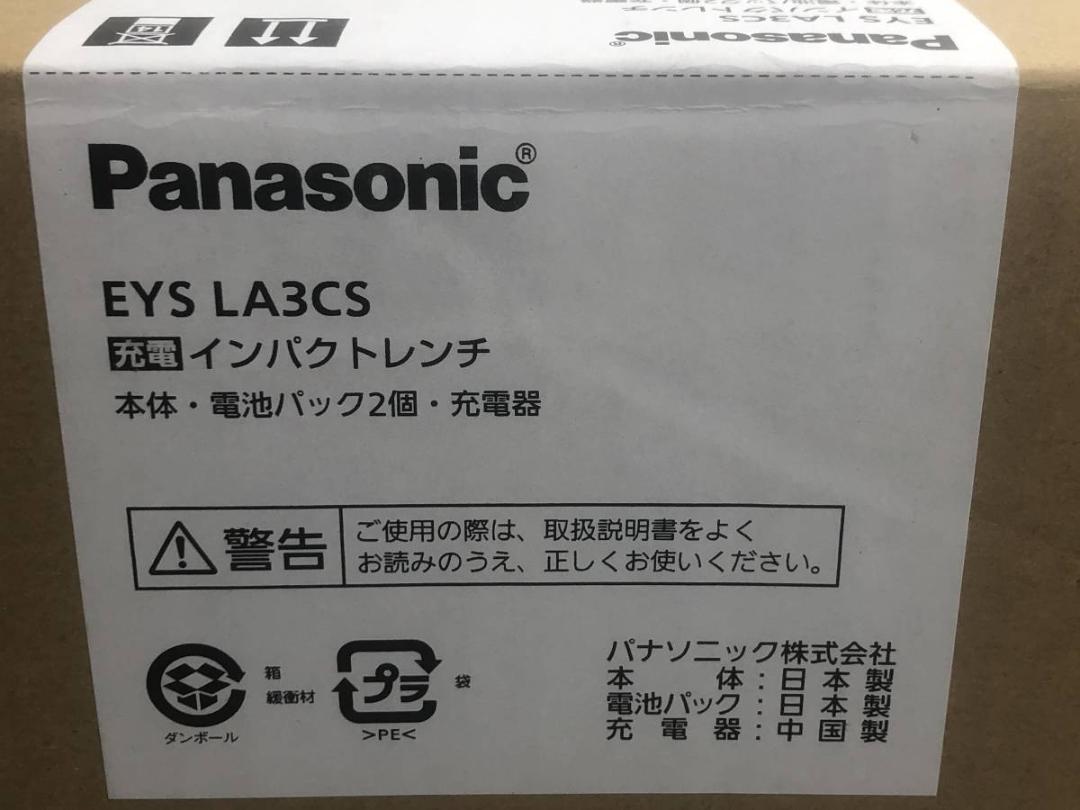 Panasonic®
EYS LA3CS
Panasonic®
EYS LA3CS
充電 インパクトレンチ
本体・電池パック2個・充電器
警告
ご使用の際は、取扱説明書をよく
お読みのうえ、正しくお使いください。
箱
緩衝材
ダンボール
プラ
袋
>PE<
パナソニック株式会社
本体:日本製
電池パック:日本製
充電器:中国製